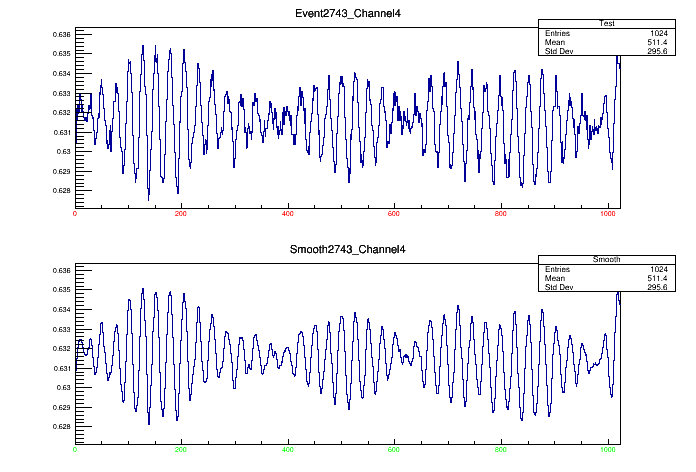 Event2743_Channel4
Test
Entries 1024
Mean 511.4
Std Dev 295.6
0.636
0.635
0.634
0.633
0.632
0.631
0.63
0.629
0.628
0 200 400 600 800 1000
Smooth2743_Channel4
Smooth
Entries 1024
Mean 511.4
Std Dev 295.6
0.636
0.635
0.634
0.633
0.632
0.631
0.63
0.629
0.628
0 200 400 600 800 1000